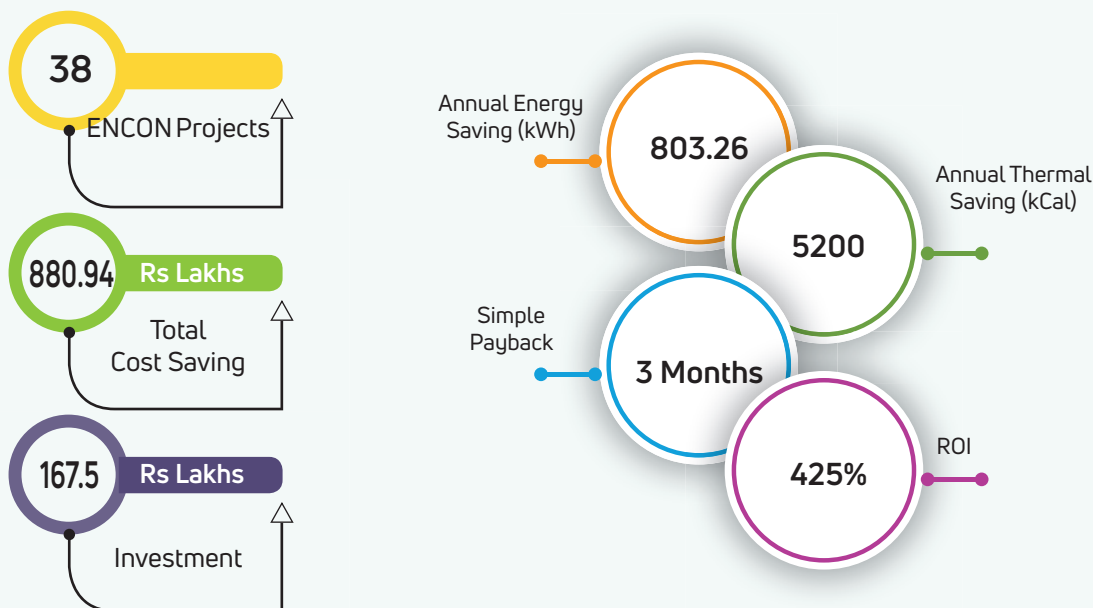 38
ENCON Projects
880.94 Rs Lakhs
Total
Cost Saving
167.5 Rs Lakhs
Investment
Annual Energy
Saving (kWh)
803.26
Annual Thermal
Saving (kCal)
5200
Simple
Payback
3 Months
ROI
425%